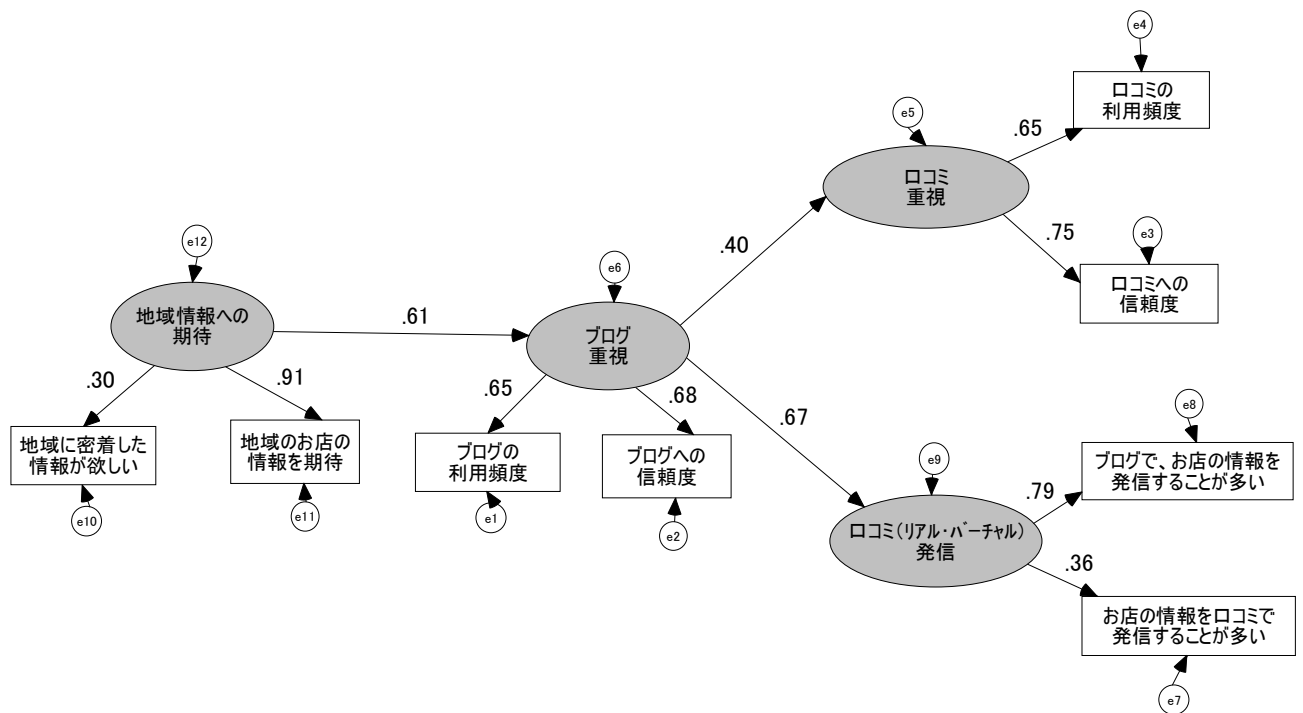 e4
口コミの
利用頻度
.65
e5
口コミ
重視
.75
e3
口コミへの
信頼度
.40
e12
地域情報への
期待
.61
e6
ブログ
重視
.30
.91
地域に密着した
情報が欲しい
地域のお店の
情報を期待
e10
e11
.65
.68
ブログの
利用頻度
ブログへの
信頼度
e1
e2
.67
e9
口コミ(リアル・バーチャル)
発信
.79
e8
ブログで、お店の情報を
発信することが多い
.36
お店の情報を口コミで
発信することが多い
e7